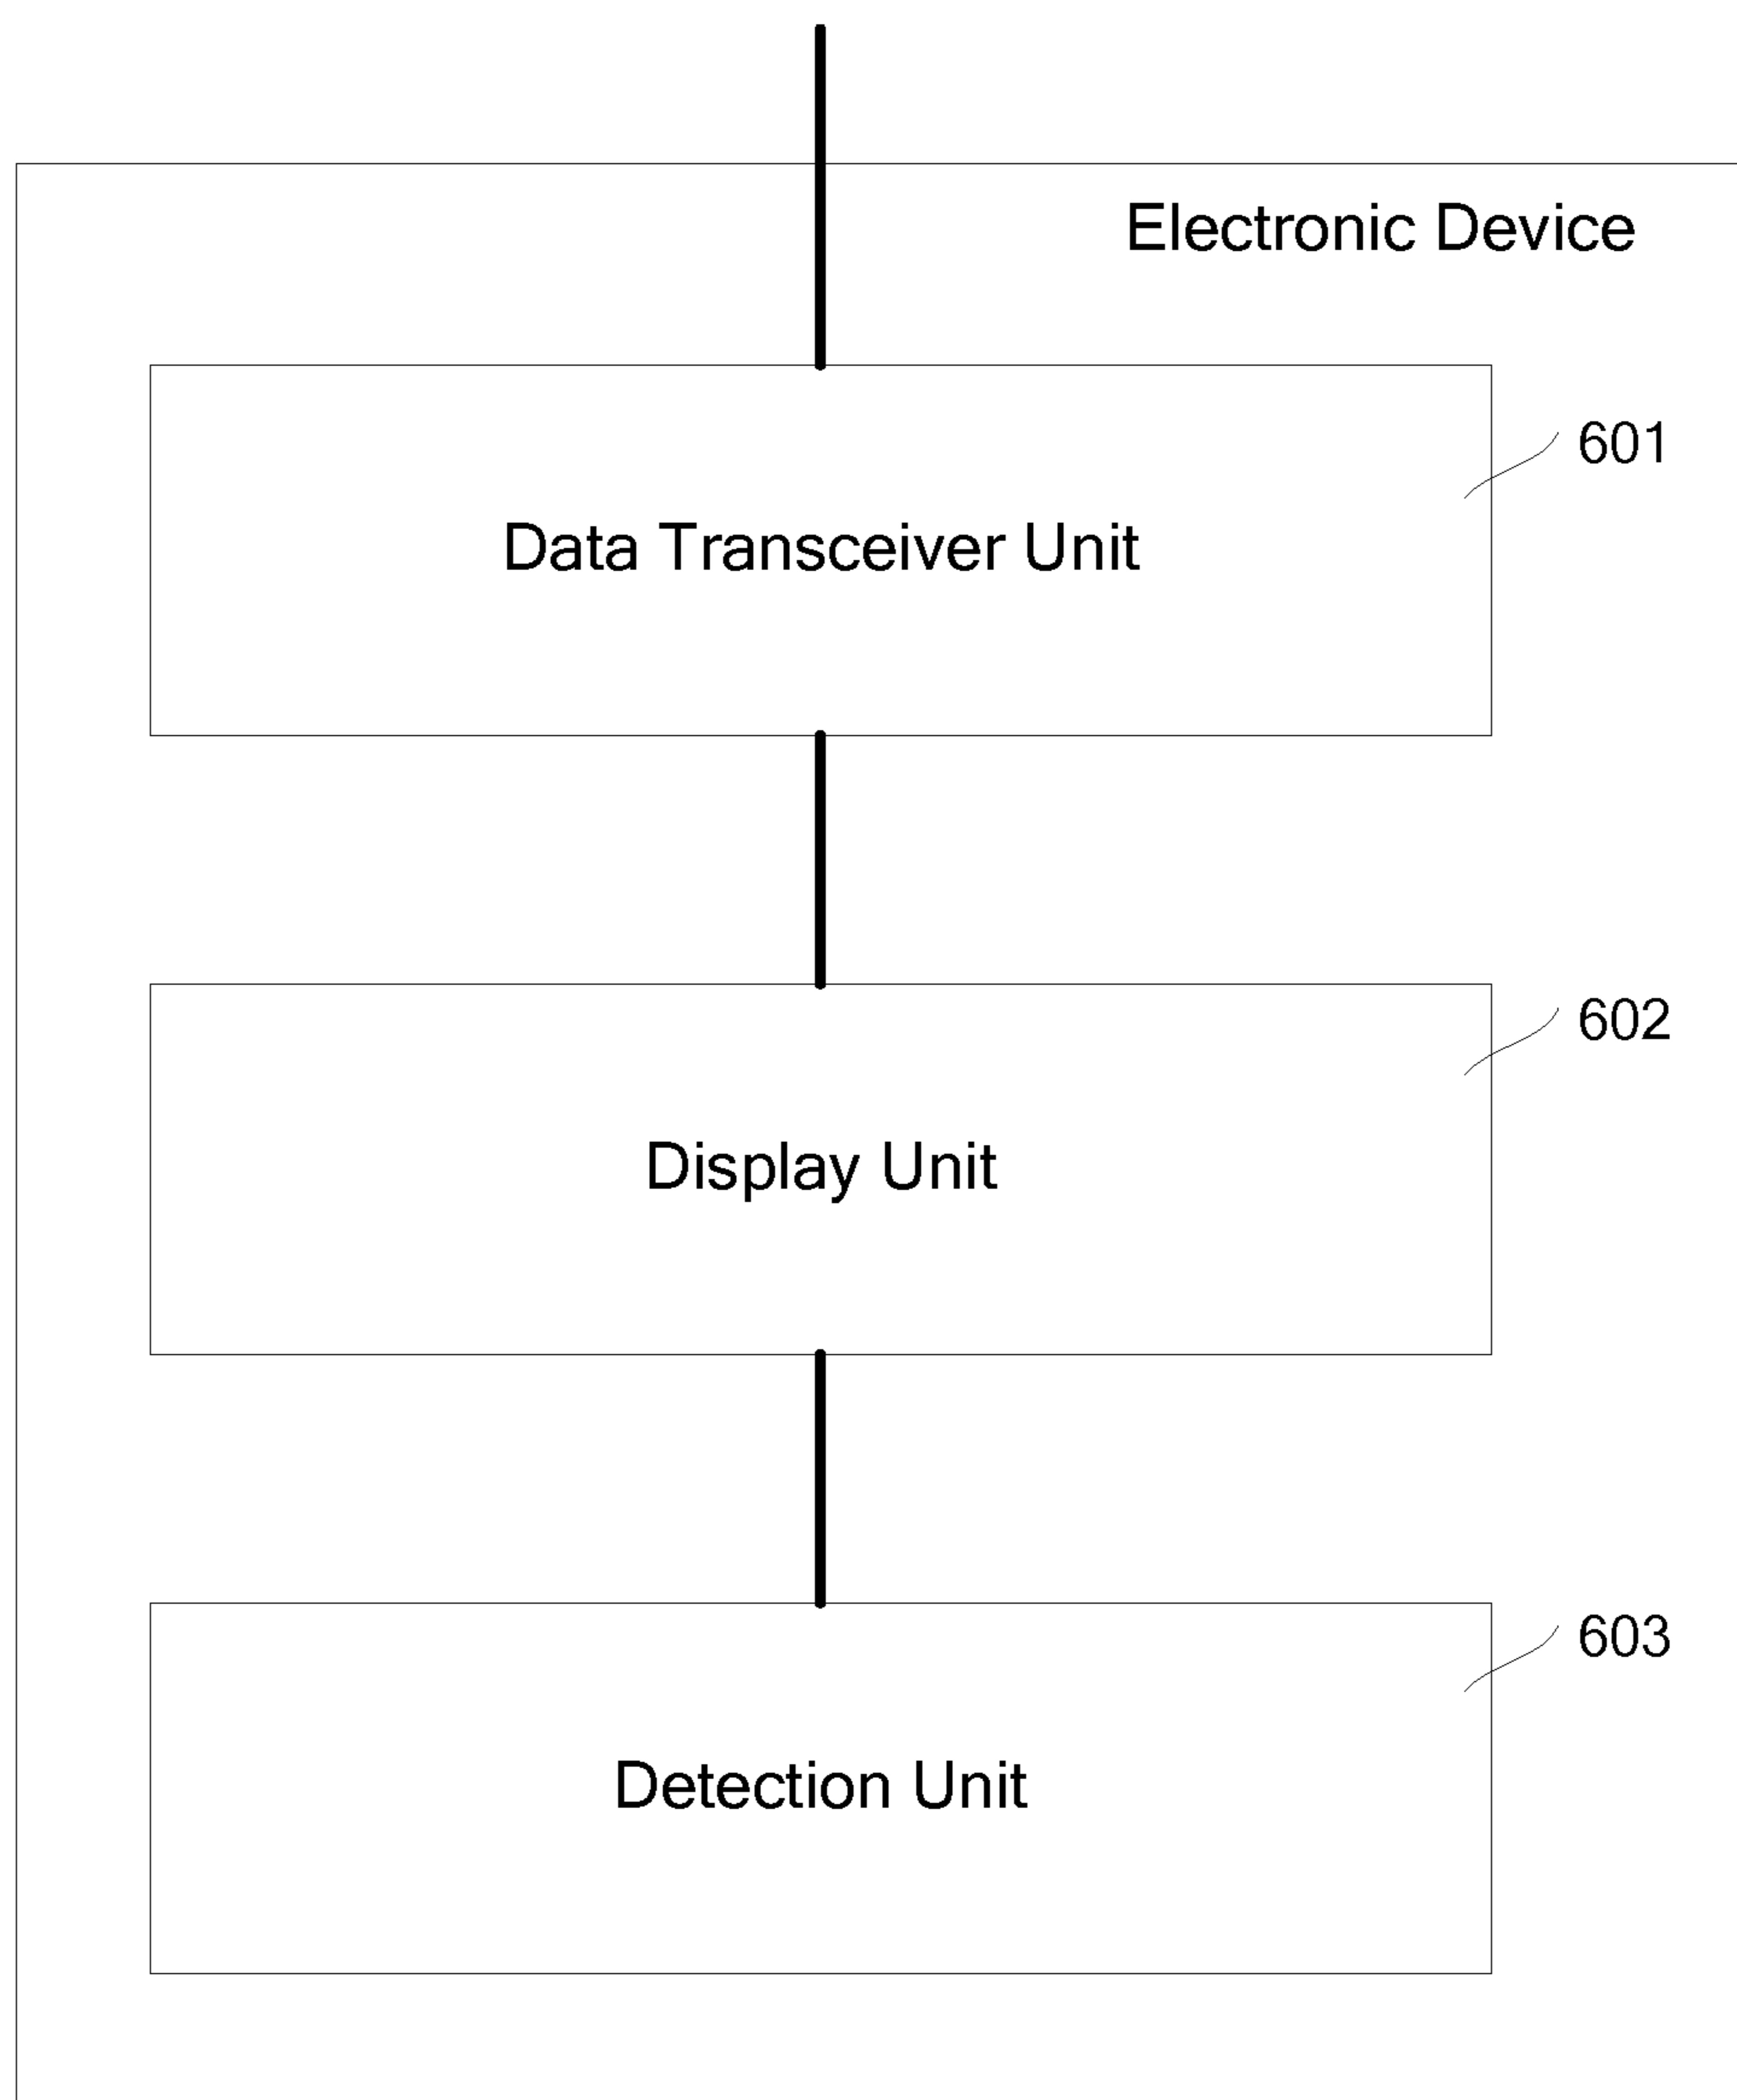 Electronic Device
601
Data Transceiver Unit
602
Display Unit
603
Detection Unit